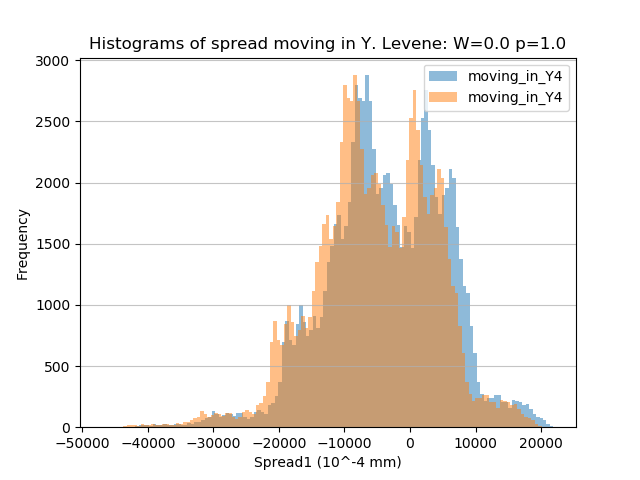 Histograms of spread moving in Y. Levene: W=0.0 p=1.0
moving_in_Y4
moving_in_Y4
Frequency
3000
2500
2000
1500
1000
500
0
−50000 −40000 −30000 −20000 −10000 0 10000 20000
Spread1 (10^-4 mm)